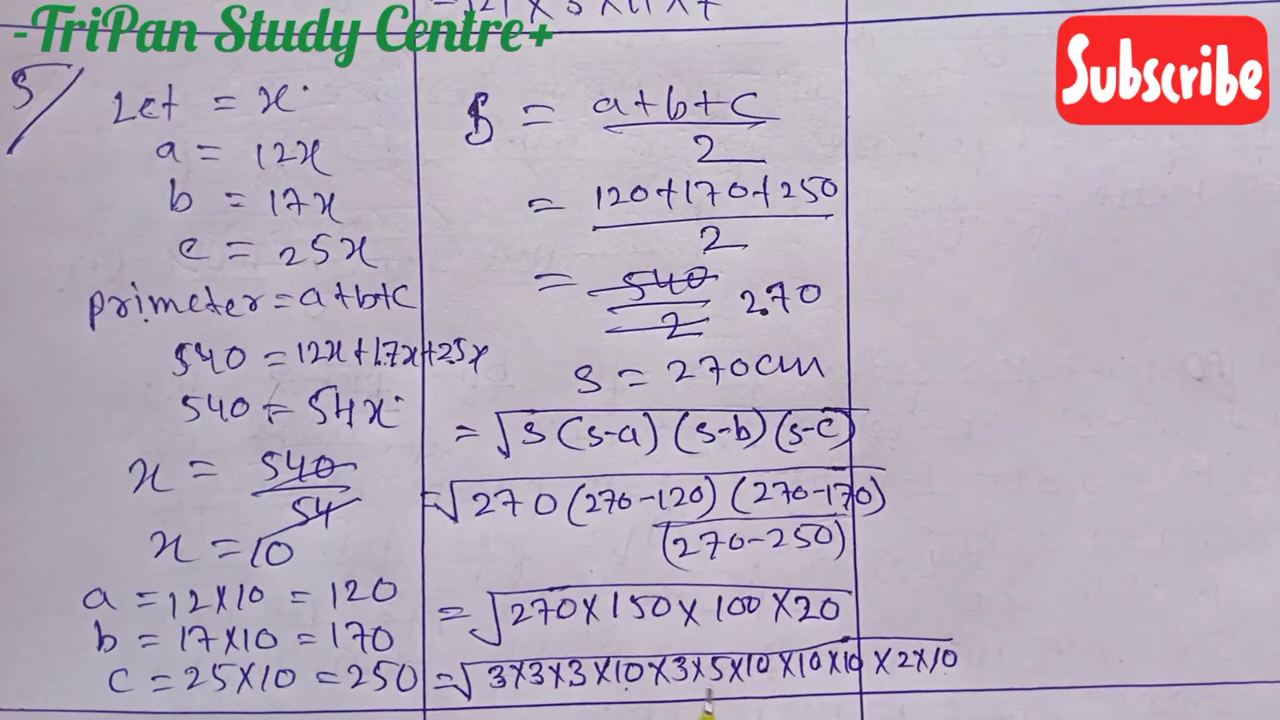 -TriPan Study Centre+
Subscribe
5/
Let = x
a = 12x
b = 17x
c = 25x
primeter = a+b+c
540 = 12x+17x+25x
540 = 54x
x = 540/54
x = 10
a = 12×10 = 120
b = 17×10 = 170
c = 25×10 = 250
S = a+b+c
2
= 120+170+250
2
= 540/2 270
S = 270cm
= √s(s-a)(s-b)(s-c)
= √270(270-120)(270-170)
(270-250)
= √270×150×100×20
= √3×3×3×10×3×5×10×10×10×2×10